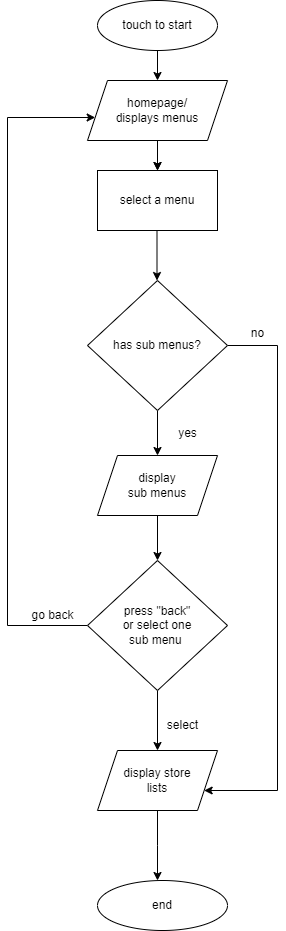 touch to start
homepage/
displays menus
select a menu
has sub menus?
no
yes
display
sub menus
go back
press "back"
or select one
sub menu
select
display store
lists
end